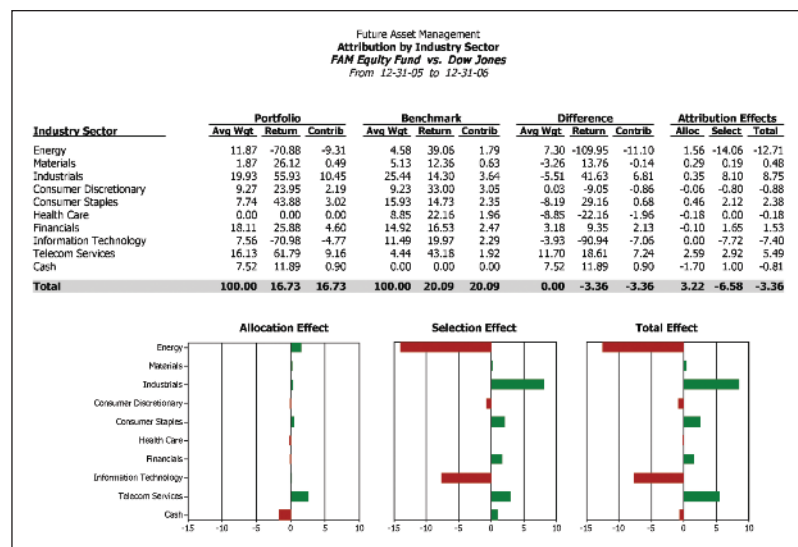 Future Asset Management
Attribution by Industry Sector
FAM Equity Fund vs. Dow Jones
From 12-31-05 to 12-31-06
Portfolio Benchmark Difference Attribution Effects
Industry Sector Avg Wgt Return Contrib Avg Wgt Return Contrib Avg Wgt Return Contrib Alloc Select Total
Energy 11.87 -70.88 -9.31 4.58 39.06 1.79 7.30 -109.95 -11.10 1.56 -14.06 -12.71
Materials 1.87 26.12 0.49 5.13 12.36 0.63 -3.26 13.76 -0.14 0.29 0.19 0.48
Industrials 19.93 55.93 10.45 25.44 14.30 3.64 -5.51 41.63 6.81 0.35 8.10 8.75
Consumer Discretionary 9.27 23.95 2.19 9.23 33.00 3.05 0.03 -9.05 -0.86 -0.06 -0.80 -0.88
Consumer Staples 7.74 43.88 3.02 15.93 14.73 2.35 -8.19 29.16 0.68 0.46 2.12 2.38
Health Care 0.00 0.00 0.00 8.85 22.16 1.96 -8.85 -22.16 -1.96 -0.18 0.00 -0.18
Financials 18.11 25.88 4.60 14.92 16.53 2.47 3.18 9.35 2.13 -0.10 1.65 1.53
Information Technology 7.56 -70.98 -4.77 11.49 19.97 2.29 -3.93 -90.94 -7.06 0.00 -7.72 -7.40
Telecom Services 16.13 61.79 9.16 4.44 43.18 1.92 11.70 18.61 7.24 2.59 2.92 5.49
Cash 7.52 11.89 0.90 0.00 0.00 0.00 7.52 11.89 0.90 -1.70 1.00 -0.81
Total 100.00 16.73 16.73 100.00 20.09 20.09 0.00 -3.36 -3.36 3.22 -6.58 -3.36
Allocation Effect Selection Effect Total Effect
Energy
Materials
Industrials
Consumer Discretionary
Consumer Staples
Health Care
Financials
Information Technology
Telecom Services
Cash
-15 -10 -5 0 5 10 -15 -10 -5 0 5 10 -15 -10 -5 0 5 10